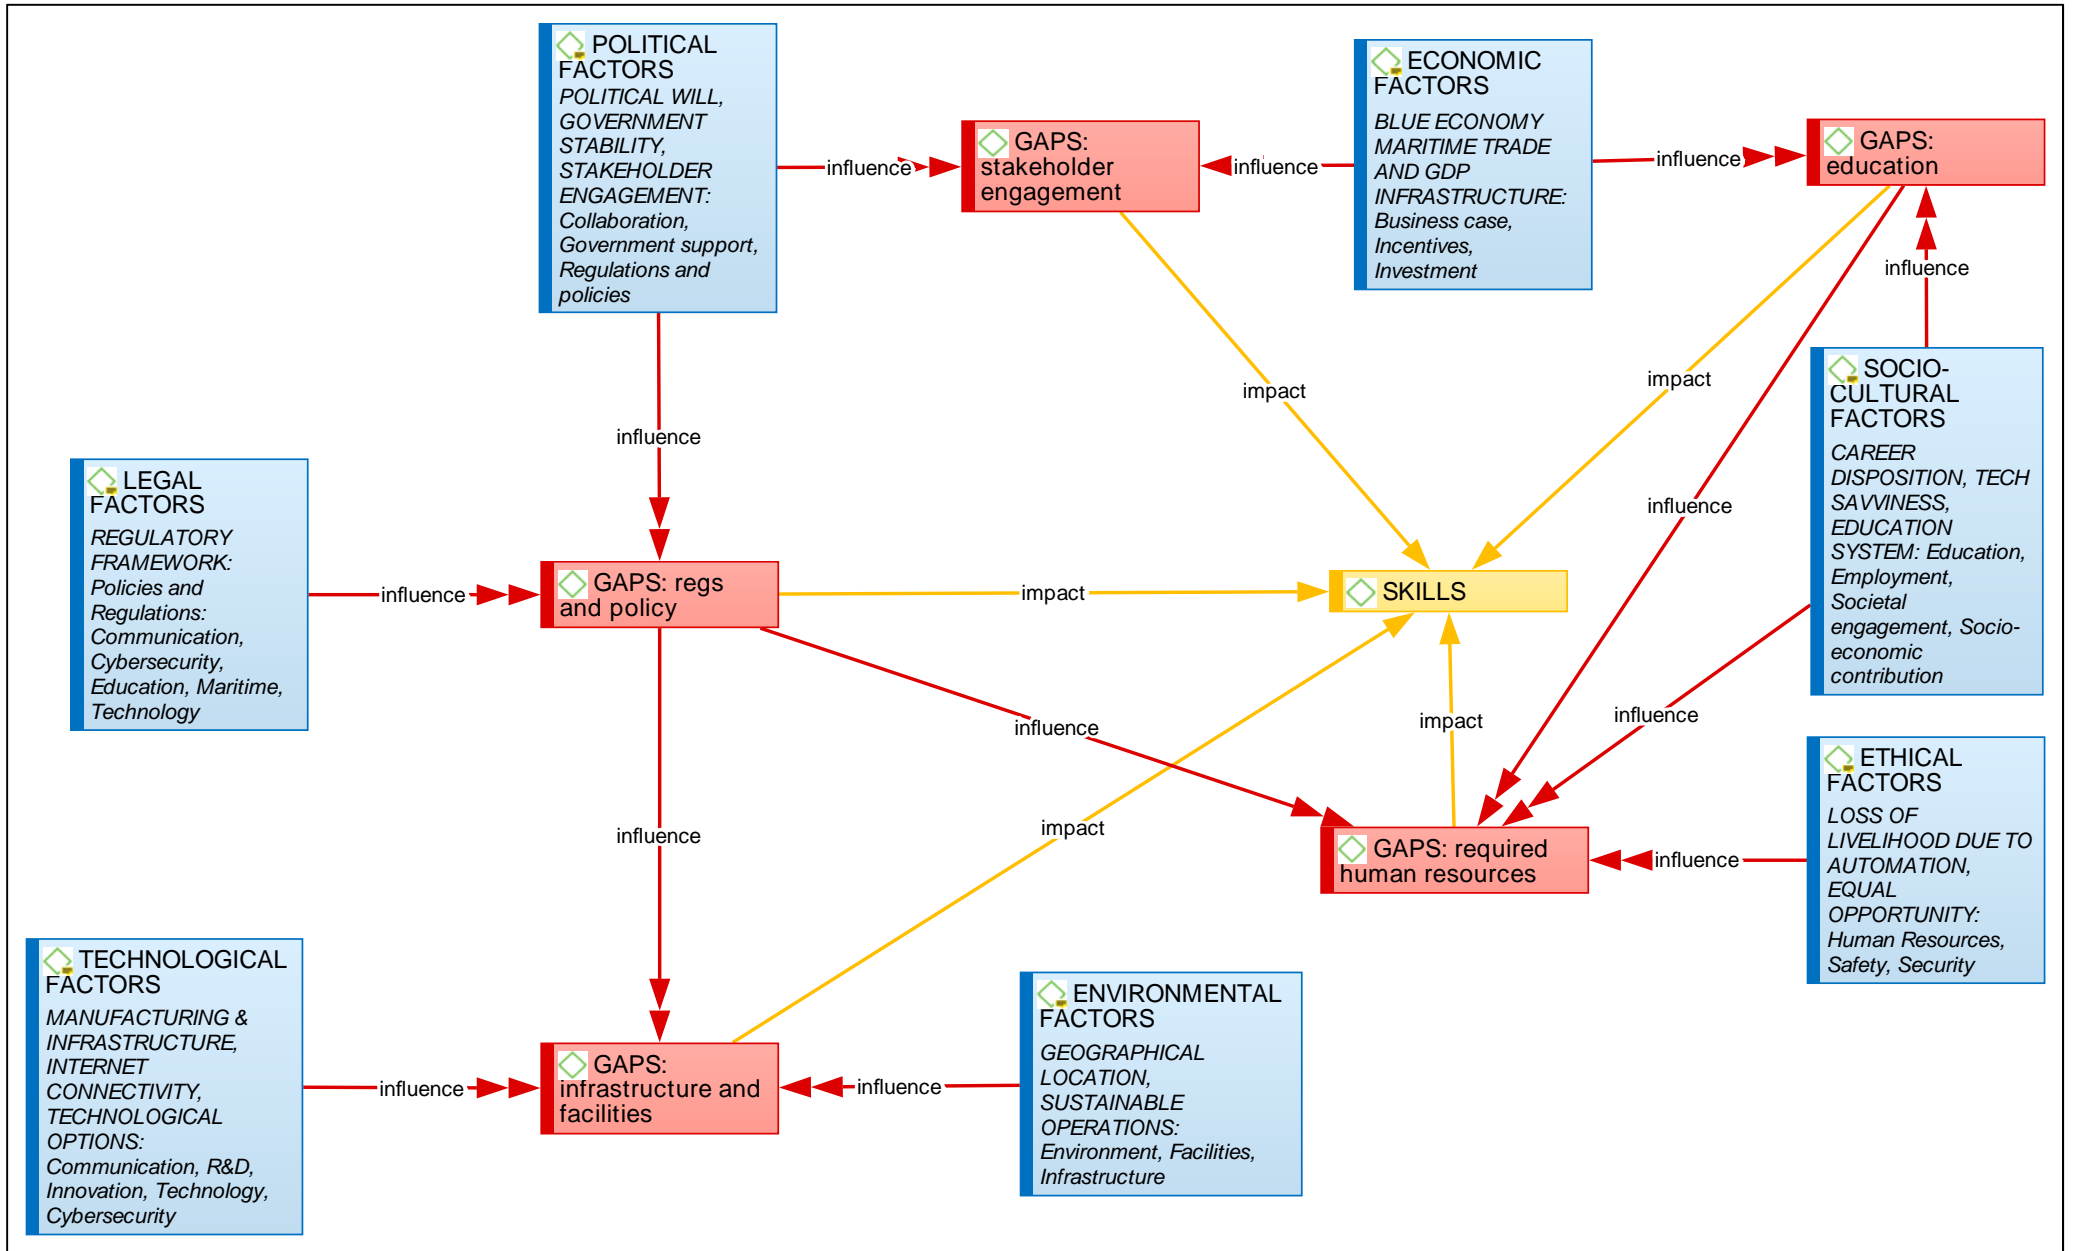 POLITICAL
FACTORS
POLITICAL WILL,
GOVERNMENT
STABILITY,
STAKEHOLDER
ENGAGEMENT:
Collaboration,
Government support,
Regulations and
policies
influence
GAPS:
stakeholder
engagement
influence
ECONOMIC
FACTORS
BLUE ECONOMY
MARITIME TRADE
AND GDP
INFRASTRUCTURE:
Business case,
Incentives,
Investment
influence
GAPS:
education
influence
impact
impact
influence
influence
SOCIO-
CULTURAL
FACTORS
CAREER
DISPOSITION, TECH
SAVVINESS,
EDUCATION
SYSTEM: Education,
Employment,
Societal
engagement, Socio-
economic
contribution
LEGAL
FACTORS
REGULATORY
FRAMEWORK:
Policies and
Regulations:
Communication,
Cybersecurity,
Education, Maritime,
Technology
influence
GAPS: regs
and policy
impact
SKILLS
influence
impact
influence
influence
impact
GAPS: required
human resources
influence
ETHICAL
FACTORS
LOSS OF
LIVELIHOOD DUE TO
AUTOMATION,
EQUAL
OPPORTUNITY:
Human Resources,
Safety, Security
TECHNOLOGICAL
FACTORS
MANUFACTURING &
INFRASTRUCTURE,
INTERNET
CONNECTIVITY,
TECHNOLOGICAL
OPTIONS:
Communication, R&D,
Innovation, Technology,
Cybersecurity
influence
GAPS:
infrastructure and
facilities
influence
ENVIRONMENTAL
FACTORS
GEOGRAPHICAL
LOCATION,
SUSTAINABLE
OPERATIONS:
Environment, Facilities,
Infrastructure